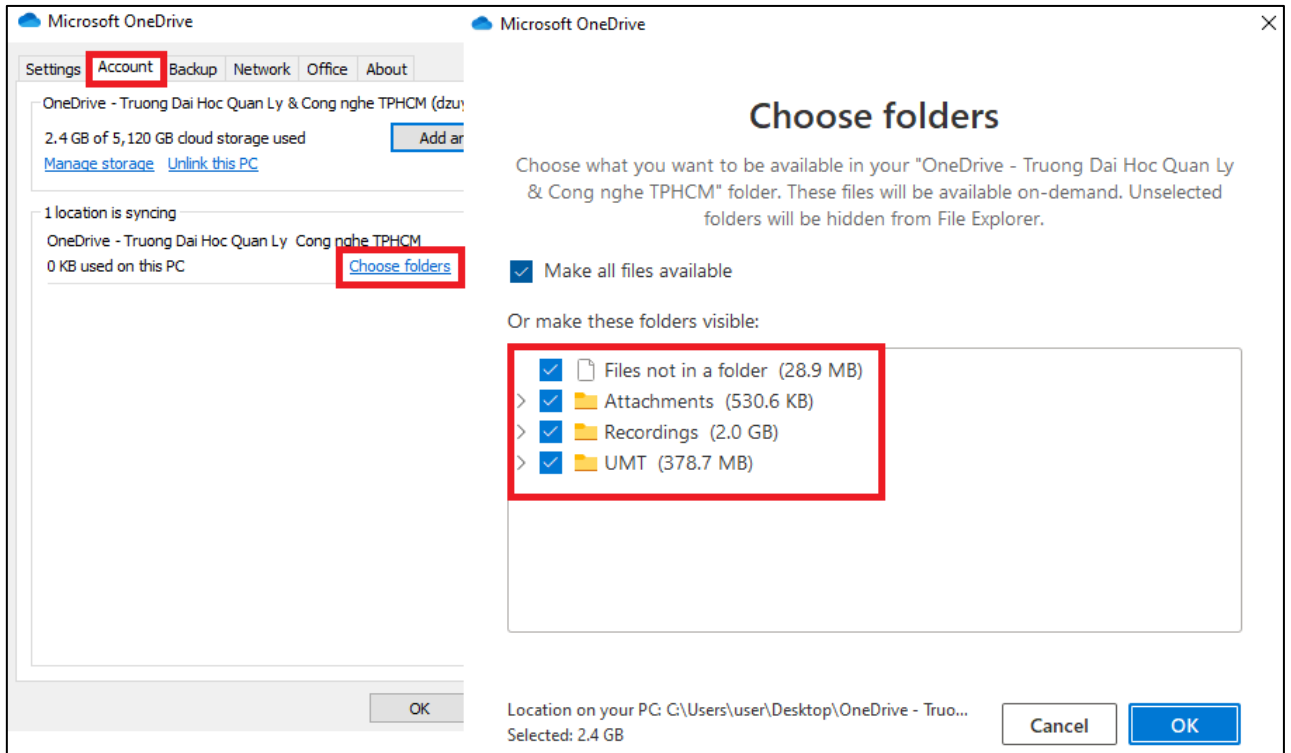 Microsoft OneDrive
Settings Account Backup Network Office About
OneDrive - Truong Dai Hoc Quan Ly & Cong nghe TPHCM (dzuy
2.4 GB of 5,120 GB cloud storage used
Add an
Manage storage Unlink this PC
1 location is syncing
OneDrive - Truong Dai Hoc Quan Ly Cong nghe TPHCM
0 KB used on this PC
Choose folders
OK
Microsoft OneDrive
Choose folders
Choose what you want to be available in your "OneDrive - Truong Dai Hoc Quan Ly
& Cong nghe TPHCM" folder. These files will be available on-demand. Unselected
folders will be hidden from File Explorer.
Make all files available
Or make these folders visible:
Files not in a folder (28.9 MB)
Attachments (530.6 KB)
Recordings (2.0 GB)
UMT (378.7 MB)
Location on your PC: C:\Users\user\Desktop\OneDrive - Truo...
Selected: 2.4 GB
Cancel
OK